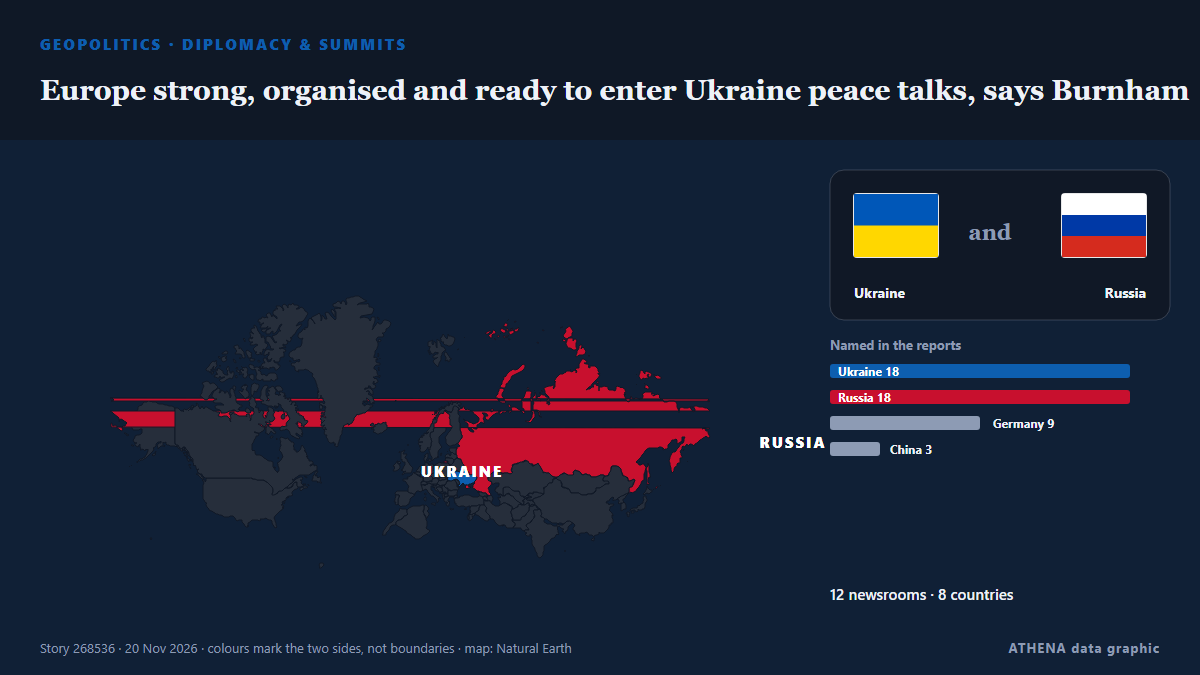 GEOPOLITICS · DIPLOMACY & SUMMITS
Europe strong, organised and ready to enter Ukraine peace talks, says Burnham
and
Ukraine
Russia
Named in the reports
Ukraine 18
Russia 18
Germany 9
China 3
RUSSIA
UKRAINE
12 newsrooms · 8 countries
Story 268536 · 20 Nov 2026 · colours mark the two sides, not boundaries · map: Natural Earth
ATHENA data graphic